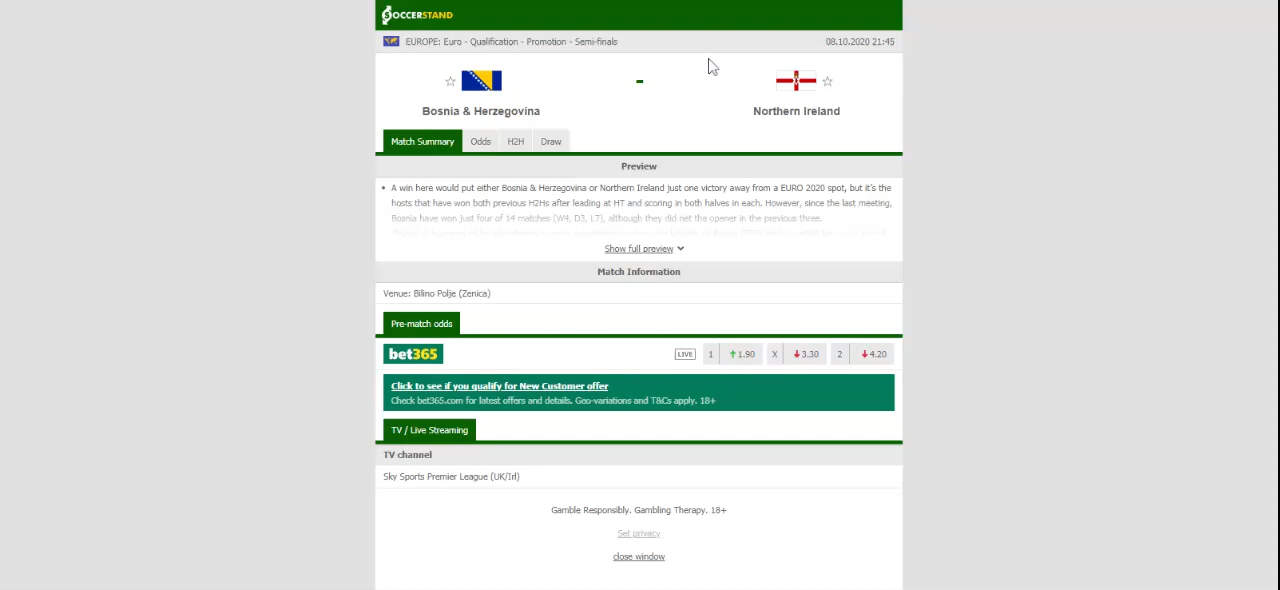 SOCCERSTAND
EUROPE: Euro - Qualification - Promotion - Semi-finals 08.10.2020 21:45
-
Bosnia & Herzegovina Northern Ireland
Match Summary Odds H2H Draw
Preview
• A win here would put either Bosnia & Herzegovina or Northern Ireland just one victory away from a EURO 2020 spot, but it's the
hosts that have won both previous H2Hs after leading at HT and scoring in both halves in each. However, since the last meeting,
Bosnia have won just four of 14 matches (W4, D3, L7), although they did net the opener in the previous three.
Show full preview
Match Information
Venue: Bilino Polje (Zenica)
Pre-match odds
bet365 LIVE 1 1.90 X 3.30 2 4.20
Click to see if you qualify for New Customer offer
Check bet365.com for latest offers and details. Geo-variations and T&Cs apply. 18+
TV / Live Streaming
TV channel
Sky Sports Premier League (UK/Irl)
Gamble Responsibly. Gambling Therapy. 18+
Set privacy
close window